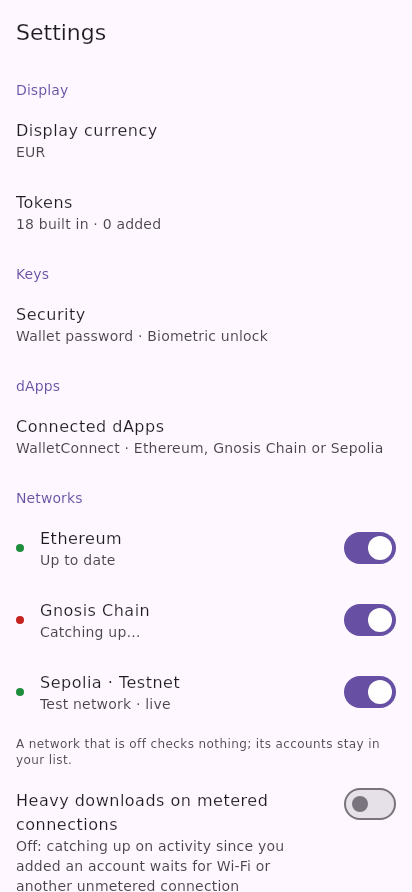 Settings
Display
Display currency
EUR
Tokens
18 built in · 0 added
Keys
Security
Wallet password · Biometric unlock
dApps
Connected dApps
WalletConnect · Ethereum, Gnosis Chain or Sepolia
Networks
Ethereum
Up to date
Gnosis Chain
Catching up…
Sepolia · Testnet
Test network · live
A network that is off checks nothing; its accounts stay in
your list.
Heavy downloads on metered
connections
Off: catching up on activity since you
added an account waits for Wi-Fi or
another unmetered connection